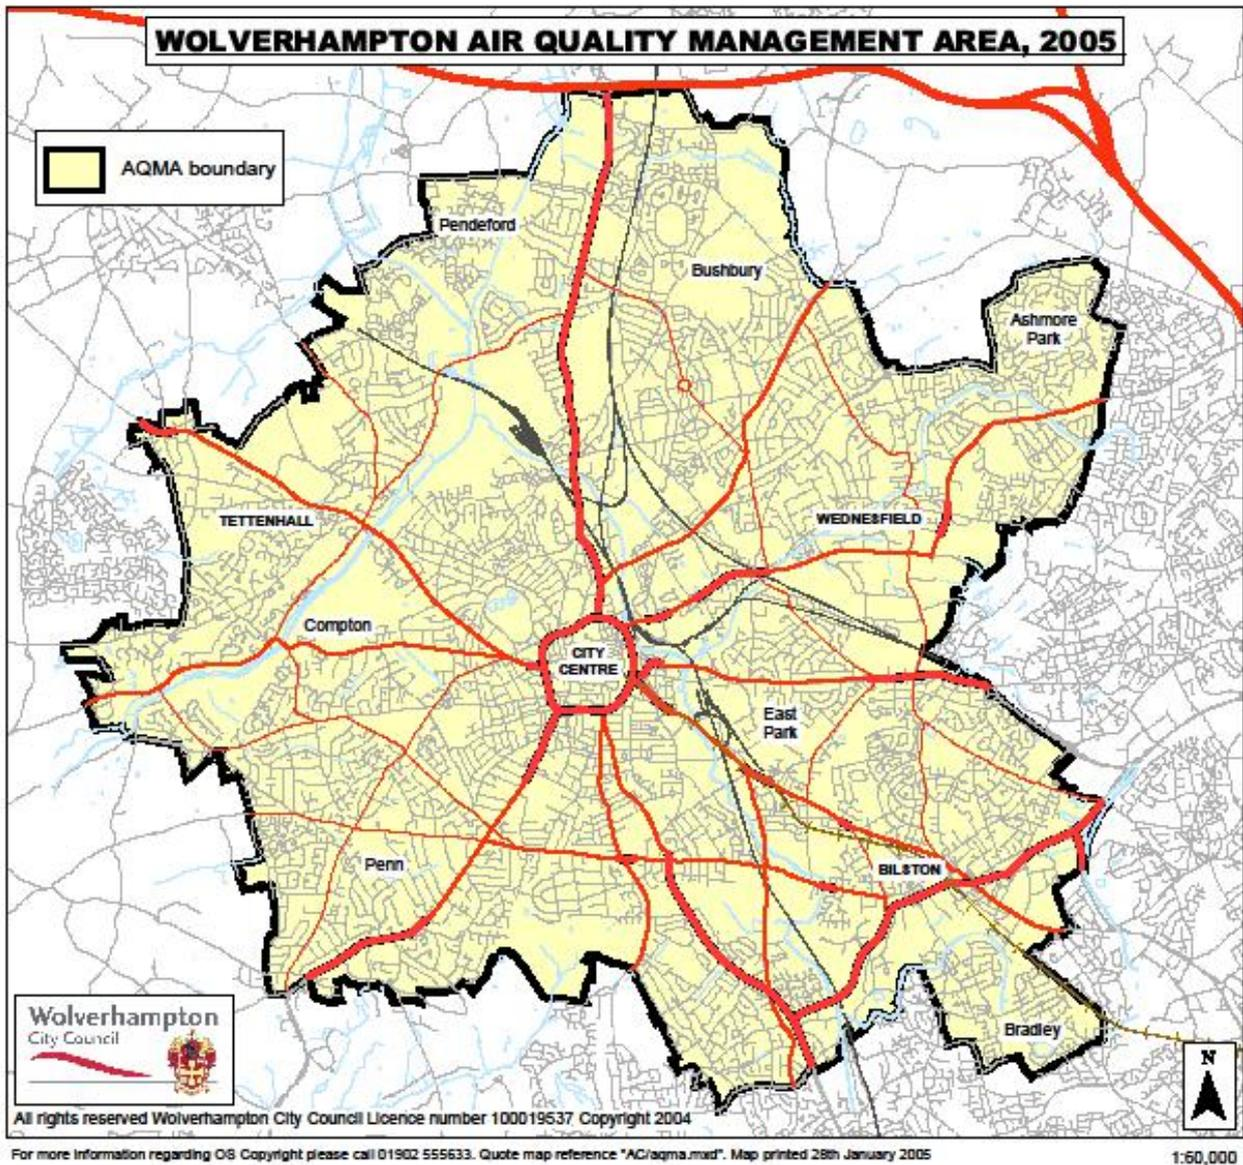 WOLVERHAMPTON AIR QUALITY MANAGEMENT AREA, 2005
AQMA boundary
Pendeford
Bushbury
Ashmore
Park
TETTENHALL
WEDNESFIELD
Compton
CITY
CENTRE
East
Park
Penn
BILSTON
Bradley
Wolverhampton
City Council
N
All rights reserved Wolverhampton City Council Licence number 100019537 Copyright 2004
For more information regarding OS Copyright please call 01902 555633. Quote map reference "AC/aqma.mxd". Map printed 28th January 2005
1:60,000